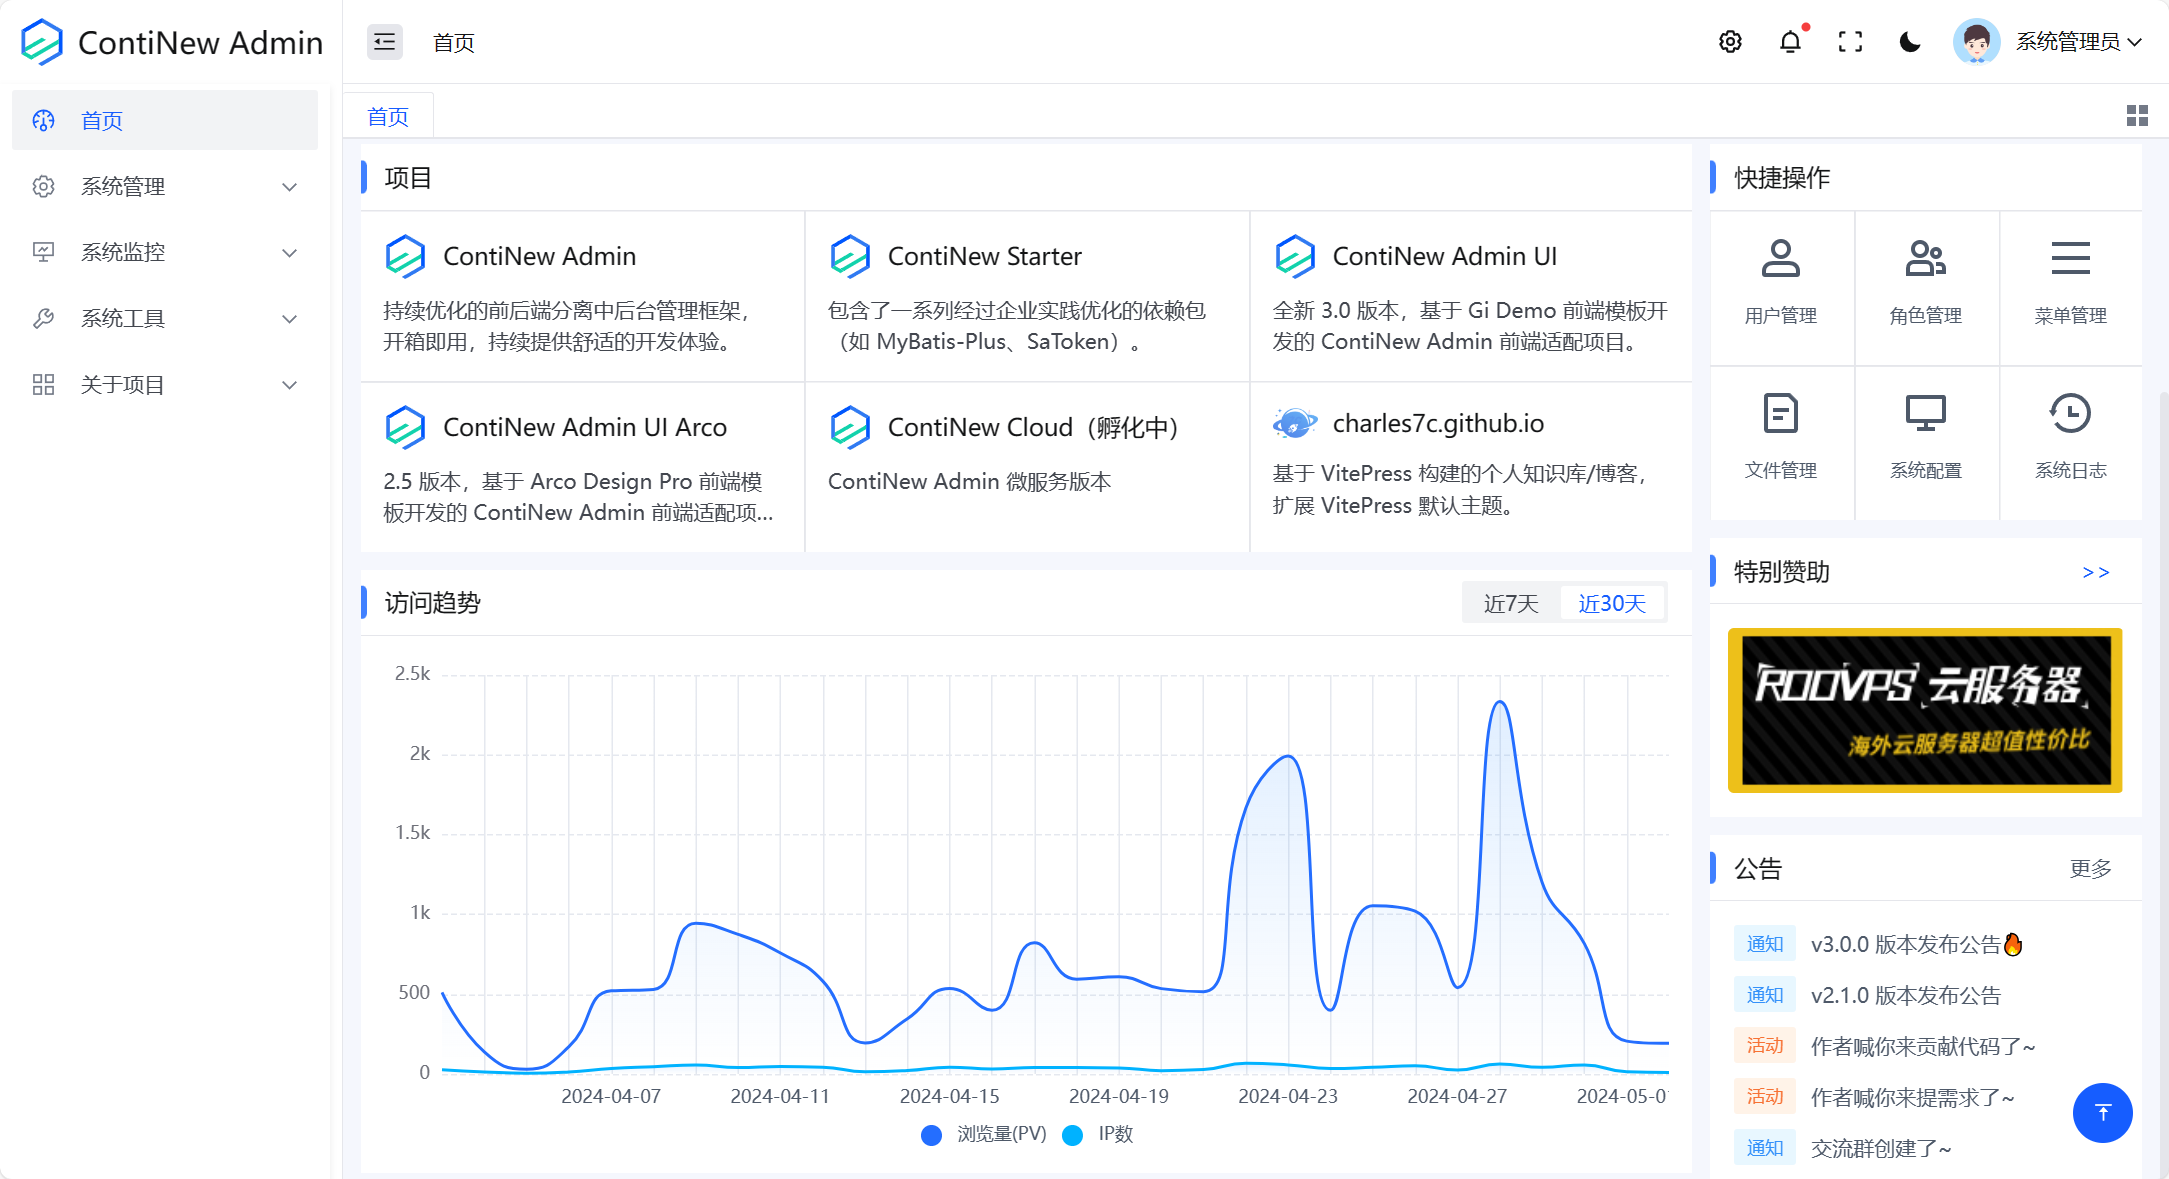 ContiNew Admin
首页
系统管理员
首页
系统管理
系统监控
系统工具
关于项目
首页
项目
ContiNew Admin
持续优化的前后端分离中后台管理框架，
开箱即用，持续提供舒适的开发体验。
ContiNew Starter
包含了一系列经过企业实践优化的依赖包
（如 MyBatis-Plus、SaToken）。
ContiNew Admin UI
全新 3.0 版本，基于 Gi Demo 前端模板开
发的 ContiNew Admin 前端适配项目。
ContiNew Admin UI Arco
2.5 版本，基于 Arco Design Pro 前端模
板开发的 ContiNew Admin 前端适配项...
ContiNew Cloud（孵化中）
ContiNew Admin 微服务版本
charles7c.github.io
基于 VitePress 构建的个人知识库/博客，
扩展 VitePress 默认主题。
访问趋势
近7天
近30天
2.5k
2k
1.5k
1k
500
0
2024-04-07
2024-04-11
2024-04-15
2024-04-19
2024-04-23
2024-04-27
2024-05-0
浏览量(PV)
IP数
快捷操作
用户管理
角色管理
菜单管理
文件管理
系统配置
系统日志
特别赞助
>>
ROOVPS 云服务器
海外云服务器超值性价比
公告
更多
通知 v3.0.0 版本发布公告🔥
通知 v2.1.0 版本发布公告
活动 作者喊你来贡献代码了~
活动 作者喊你来提需求了~
通知 交流群创建了~